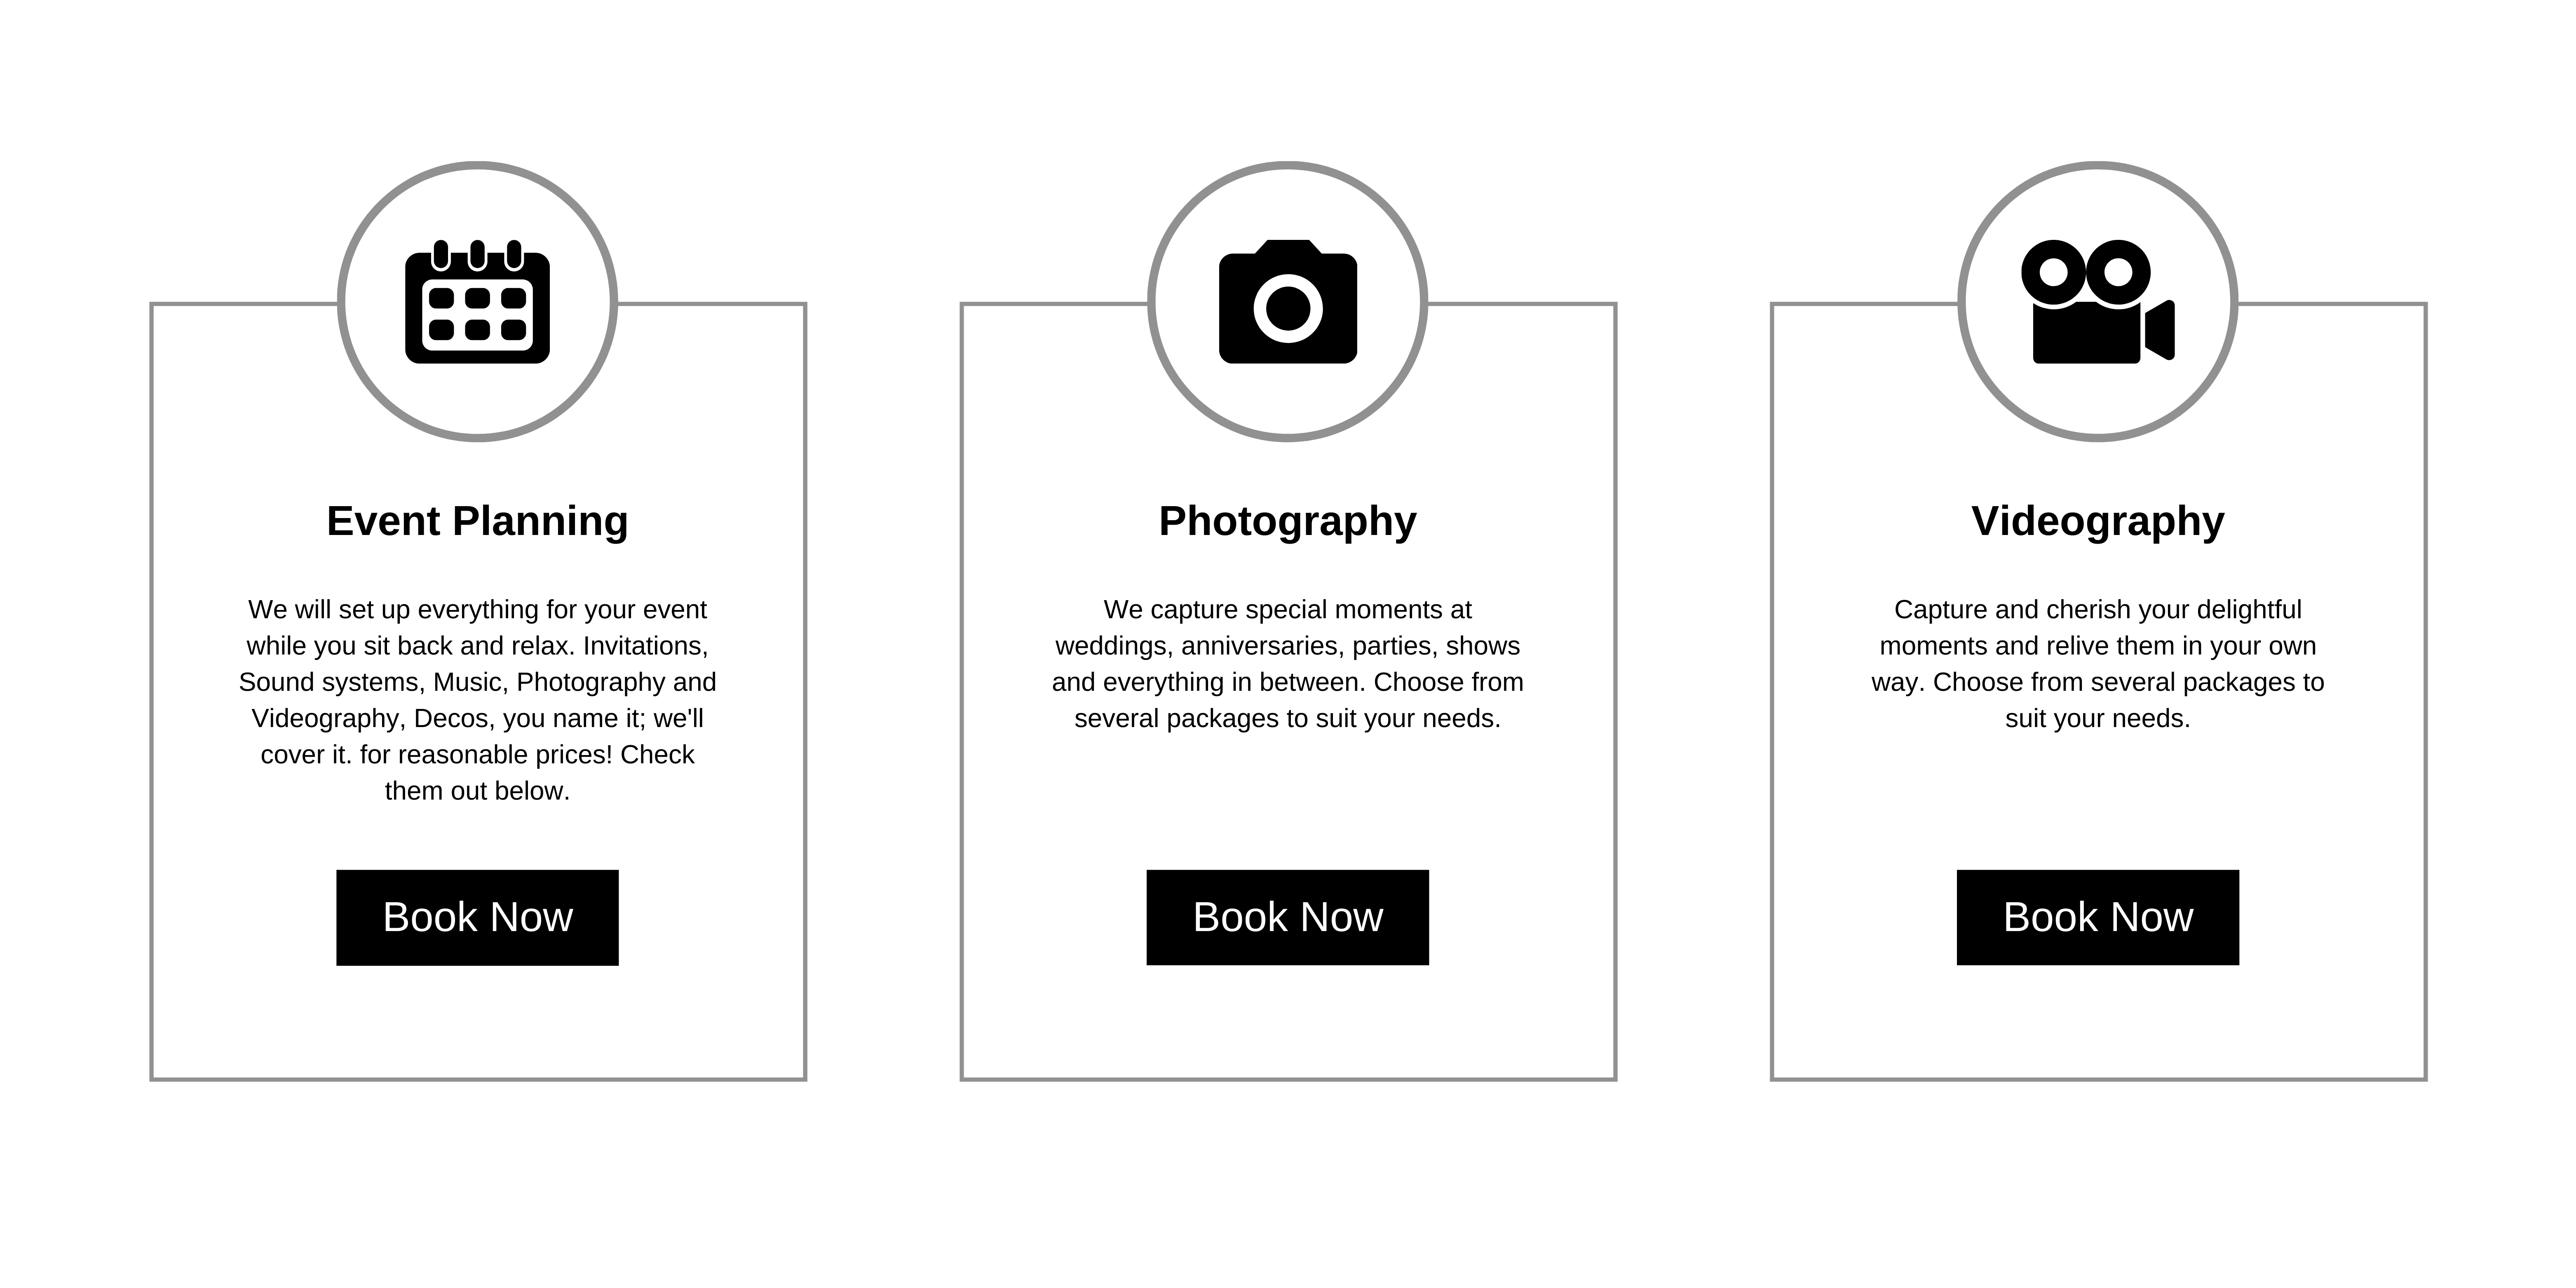 Event Planning
We will set up everything for your event
while you sit back and relax. Invitations,
Sound systems, Music, Photography and
Videography, Decos, you name it; we'll
cover it. for reasonable prices! Check
them out below.
Book Now
Photography
We capture special moments at
weddings, anniversaries, parties, shows
and everything in between. Choose from
several packages to suit your needs.
Book Now
Videography
Capture and cherish your delightful
moments and relive them in your own
way. Choose from several packages to
suit your needs.
Book Now